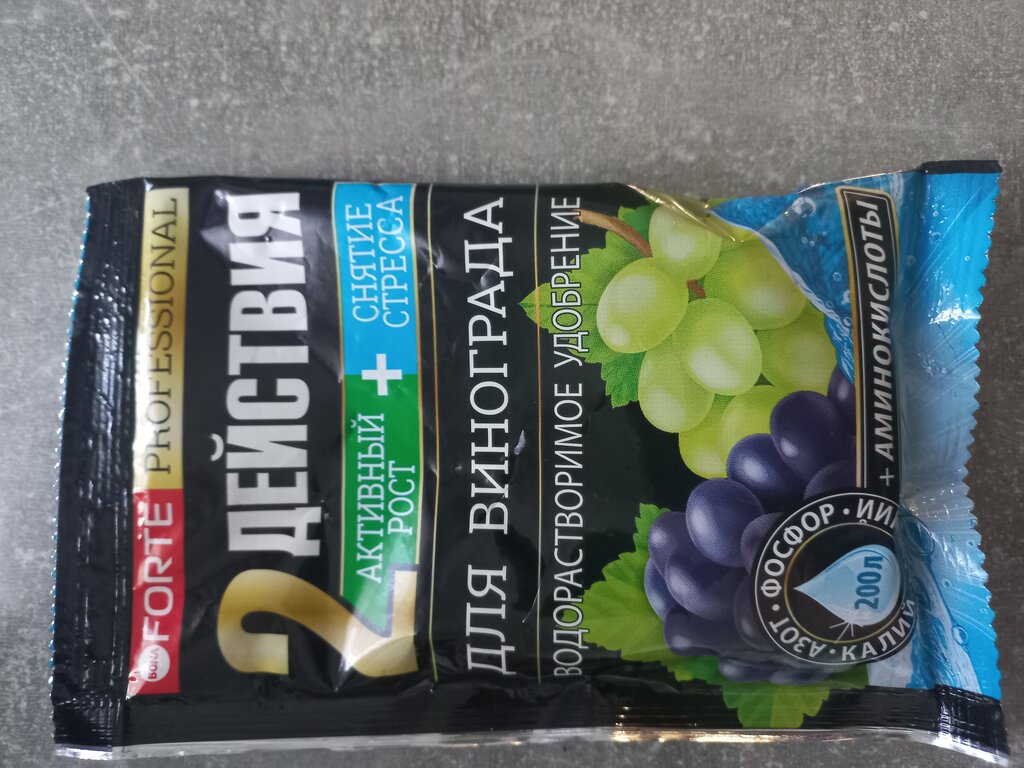 BONA FORTE PROFESSIONAL
2 ДЕЙСТВИЯ
АКТИВНЫЙ
РОСТ
+
СНЯТИЕ
СТРЕССА
ДЛЯ ВИНОГРАДА
ВОДОРАСТВОРИМОЕ УДОБРЕНИЕ
АЗОТ · ФОСФОР ·
· КАЛИЙ
200л
+ АМИНОКИСЛОТЫ